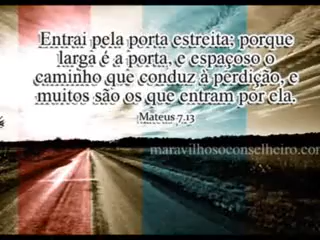 Entrai pela porta estreita; porque
larga é a porta, e espaçoso o
caminho que conduz à perdição, e
muitos são os que entram por ela.
Mateus 7.13
maravilhosoconselheiro.com